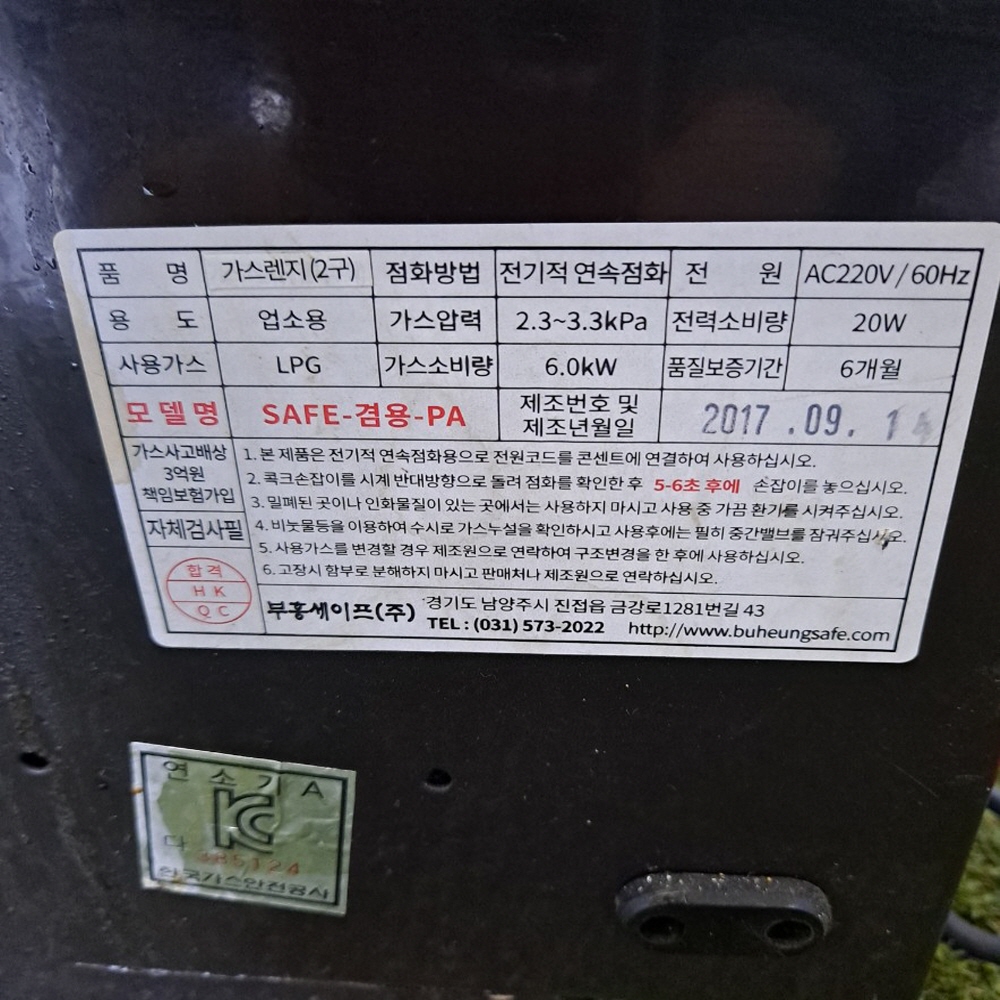 품 명 가스렌지(2구) 점화방법 전기적 연속점화 전 원 AC220V / 60Hz
용 도 업소용 가스압력 2.3~3.3kPa 전력소비량 20W
사용가스 LPG 가스소비량 6.0kW 품질보증기간 6개월
모델명 SAFE-겸용-PA 제조번호 및 제조년월일 2017 .09. 14
가스사고배상
3억원
책임보험가입
자체검사필
합격
HK
QC
1. 본 제품은 전기적 연속점화용으로 전원코드를 콘센트에 연결하여 사용하십시오.
2. 콕크손잡이를 시계 반대방향으로 돌려 점화를 확인한 후 5-6초 후에 손잡이를 놓으십시오.
3. 밀폐된 곳이나 인화물질이 있는 곳에서는 사용하지 마시고 사용 중 가끔 환기를 시켜주십시오.
4. 비눗물등을 이용하여 수시로 가스누설을 확인하시고 사용후에는 필히 중간밸브를 잠궈주십시오.
5. 사용가스를 변경할 경우 제조원으로 연락하여 구조변경을 한 후에 사용하십시오.
6. 고장시 함부로 분해하지 마시고 판매처나 제조원으로 연락하십시오.
부흥세이프(주) 경기도 남양주시 진접읍 금강로1281번길 43
TEL : (031) 573-2022 http://www.buheungsafe.com
연 소 기 A
KC
다
한국가스안전공사